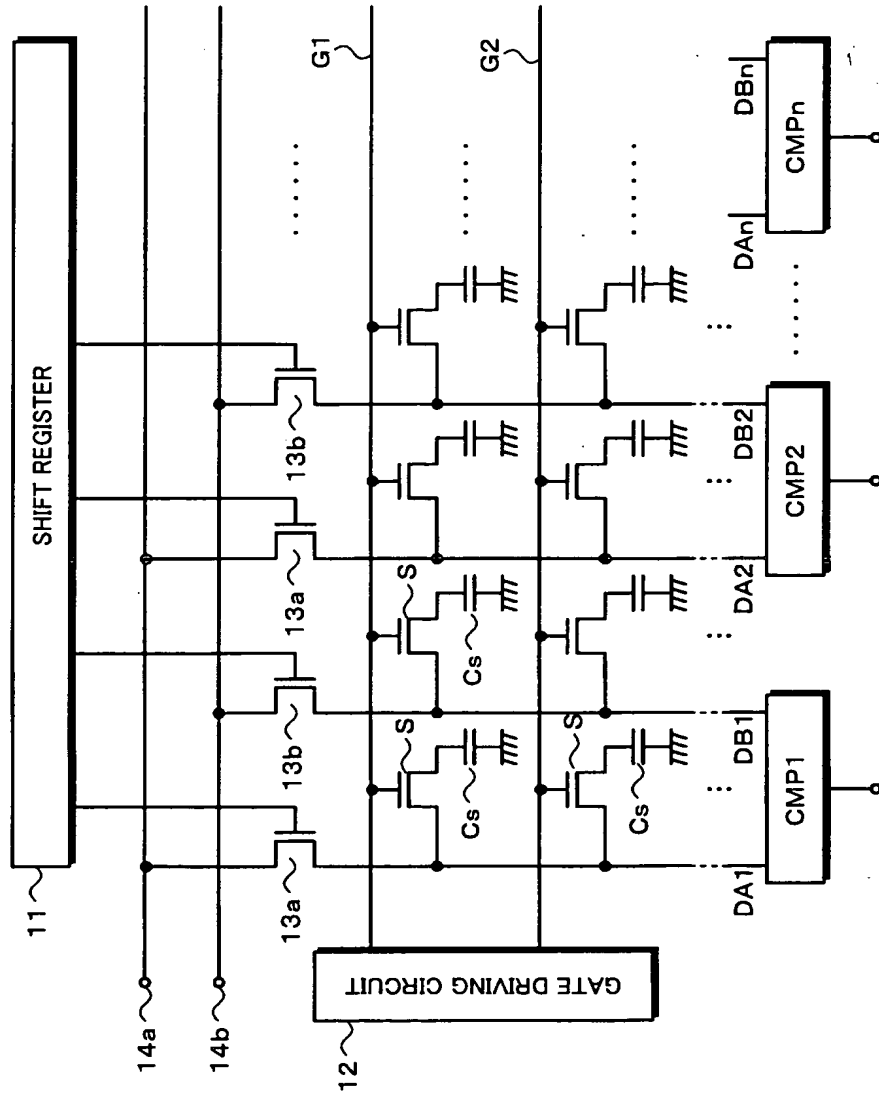 SHIFT REGISTER
11
14a
14b
13a
13b
13a
13b
G1
S
Cs
S
Cs
G2
S
Cs
GATE DRIVING CIRCUIT
12
DA1
DB1
DA2
DB2
DAn
DBn
CMP1
CMP2
CMPn